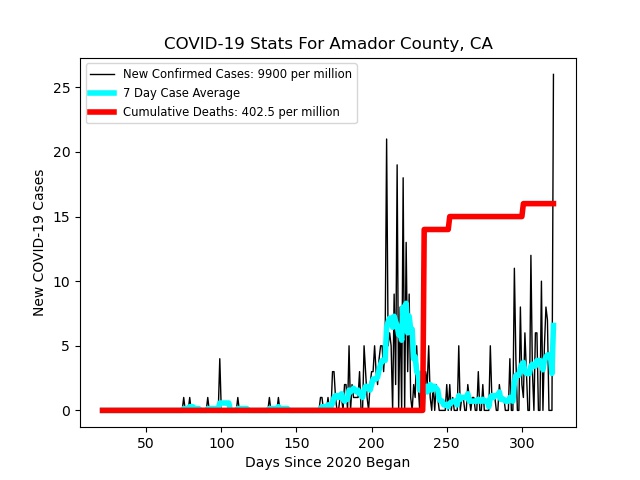 COVID-19 Stats For Amador County, CA
New Confirmed Cases: 9900 per million
7 Day Case Average
Cumulative Deaths: 402.5 per million
New COVID-19 Cases
25
20
15
10
5
0
50 100 150 200 250 300
Days Since 2020 Began